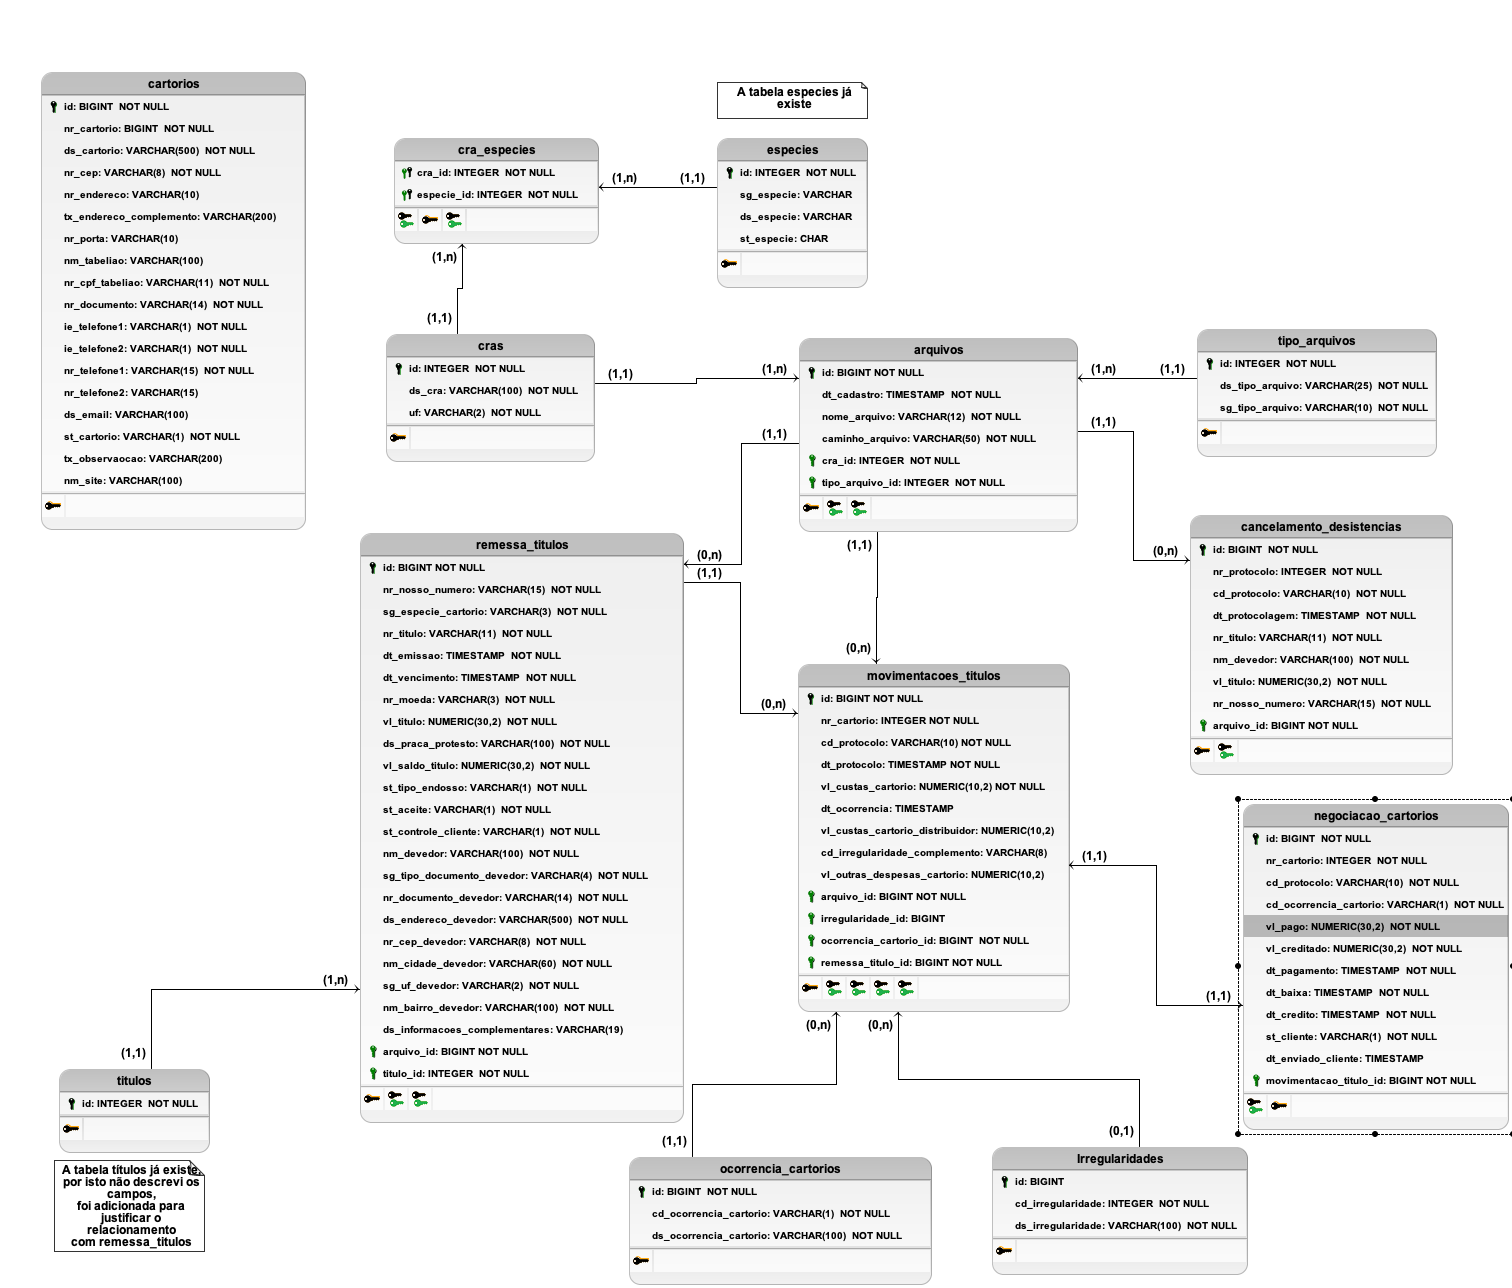 cartorios
id: BIGINT  NOT NULL
nr_cartorio: BIGINT  NOT NULL
ds_cartorio: VARCHAR(500)  NOT NULL
nr_cep: VARCHAR(8)  NOT NULL
nr_endereco: VARCHAR(10)
tx_endereco_complemento: VARCHAR(200)
nr_porta: VARCHAR(10)
nm_tabeliao: VARCHAR(100)
nr_cpf_tabeliao: VARCHAR(11)  NOT NULL
nr_documento: VARCHAR(14)  NOT NULL
ie_telefone1: VARCHAR(1)  NOT NULL
ie_telefone2: VARCHAR(1)  NOT NULL
nr_telefone1: VARCHAR(15)  NOT NULL
nr_telefone2: VARCHAR(15)
ds_email: VARCHAR(100)
st_cartorio: VARCHAR(1)  NOT NULL
tx_observaocao: VARCHAR(200)
nm_site: VARCHAR(100)
A tabela especies já
existe
cra_especies
cra_id: INTEGER  NOT NULL
especie_id: INTEGER  NOT NULL
(1,n)
(1,1)
especies
id: INTEGER  NOT NULL
sg_especie: VARCHAR
ds_especie: VARCHAR
st_especie: CHAR
(1,n)
(1,1)
cras
id: INTEGER  NOT NULL
ds_cra: VARCHAR(100)  NOT NULL
uf: VARCHAR(2)  NOT NULL
(1,1)
(1,n)
arquivos
id: BIGINT NOT NULL
dt_cadastro: TIMESTAMP  NOT NULL
nome_arquivo: VARCHAR(12)  NOT NULL
caminho_arquivo: VARCHAR(50)  NOT NULL
cra_id: INTEGER  NOT NULL
tipo_arquivo_id: INTEGER  NOT NULL
(1,n)
(1,1)
tipo_arquivos
id: INTEGER  NOT NULL
ds_tipo_arquivo: VARCHAR(25)  NOT NULL
sg_tipo_arquivo: VARCHAR(10)  NOT NULL
(1,1)
(1,1)
(1,1)
(0,n)
(0,n)
(0,n)
cancelamento_desistencias
id: BIGINT  NOT NULL
nr_protocolo: INTEGER  NOT NULL
cd_protocolo: VARCHAR(10)  NOT NULL
dt_protocolagem: TIMESTAMP  NOT NULL
nr_titulo: VARCHAR(11)  NOT NULL
nm_devedor: VARCHAR(100)  NOT NULL
vl_titulo: NUMERIC(30,2)  NOT NULL
nr_nosso_numero: VARCHAR(15)  NOT NULL
arquivo_id: BIGINT NOT NULL
remessa_titulos
id: BIGINT NOT NULL
nr_nosso_numero: VARCHAR(15)  NOT NULL
sg_especie_cartorio: VARCHAR(3)  NOT NULL
nr_titulo: VARCHAR(11)  NOT NULL
dt_emissao: TIMESTAMP  NOT NULL
dt_vencimento: TIMESTAMP  NOT NULL
nr_moeda: VARCHAR(3)  NOT NULL
vl_titulo: NUMERIC(30,2)  NOT NULL
ds_praca_protesto: VARCHAR(100)  NOT NULL
vl_saldo_titulo: NUMERIC(30,2)  NOT NULL
st_tipo_endosso: VARCHAR(1)  NOT NULL
st_aceite: VARCHAR(1)  NOT NULL
st_controle_cliente: VARCHAR(1)  NOT NULL
nm_devedor: VARCHAR(100)  NOT NULL
sg_tipo_documento_devedor: VARCHAR(4)  NOT NULL
nr_documento_devedor: VARCHAR(14)  NOT NULL
ds_endereco_devedor: VARCHAR(500)  NOT NULL
nr_cep_devedor: VARCHAR(8)  NOT NULL
nm_cidade_devedor: VARCHAR(60)  NOT NULL
sg_uf_devedor: VARCHAR(2)  NOT NULL
nm_bairro_devedor: VARCHAR(100)  NOT NULL
ds_informacoes_complementares: VARCHAR(19)
arquivo_id: BIGINT NOT NULL
titulo_id: INTEGER  NOT NULL
(1,1)
(0,n)
movimentacoes_titulos
id: BIGINT NOT NULL
nr_cartorio: INTEGER NOT NULL
cd_protocolo: VARCHAR(10) NOT NULL
dt_protocolo: TIMESTAMP NOT NULL
vl_custas_cartorio: NUMERIC(10,2) NOT NULL
dt_ocorrencia: TIMESTAMP
vl_custas_cartorio_distribuidor: NUMERIC(10,2)
cd_irregularidade_complemento: VARCHAR(8)
vl_outras_despesas_cartorio: NUMERIC(10,2)
arquivo_id: BIGINT NOT NULL
irregularidade_id: BIGINT
ocorrencia_cartorio_id: BIGINT  NOT NULL
remessa_titulo_id: BIGINT NOT NULL
(1,1)
(1,1)
negociacao_cartorios
id: BIGINT  NOT NULL
nr_cartorio: INTEGER  NOT NULL
cd_protocolo: VARCHAR(10)  NOT NULL
cd_ocorrencia_cartorio: VARCHAR(1)  NOT NULL
vl_pago: NUMERIC(30,2)  NOT NULL
vl_creditado: NUMERIC(30,2)  NOT NULL
dt_pagamento: TIMESTAMP  NOT NULL
dt_baixa: TIMESTAMP  NOT NULL
dt_credito: TIMESTAMP  NOT NULL
st_cliente: VARCHAR(1)  NOT NULL
dt_enviado_cliente: TIMESTAMP
movimentacao_titulo_id: BIGINT NOT NULL
(1,n)
(1,1)
titulos
id: INTEGER  NOT NULL
A tabela títulos já existe,
por isto não descrevi os
campos,
foi adicionada para
justificar o
relacionamento
com remessa_titulos
(0,n)
(0,n)
(1,1)
(0,1)
ocorrencia_cartorios
id: BIGINT  NOT NULL
cd_ocorrencia_cartorio: VARCHAR(1)  NOT NULL
ds_ocorrencia_cartorio: VARCHAR(100)  NOT NULL
Irregularidades
id: BIGINT
cd_irregularidade: INTEGER  NOT NULL
ds_irregularidade: VARCHAR(100)  NOT NULL